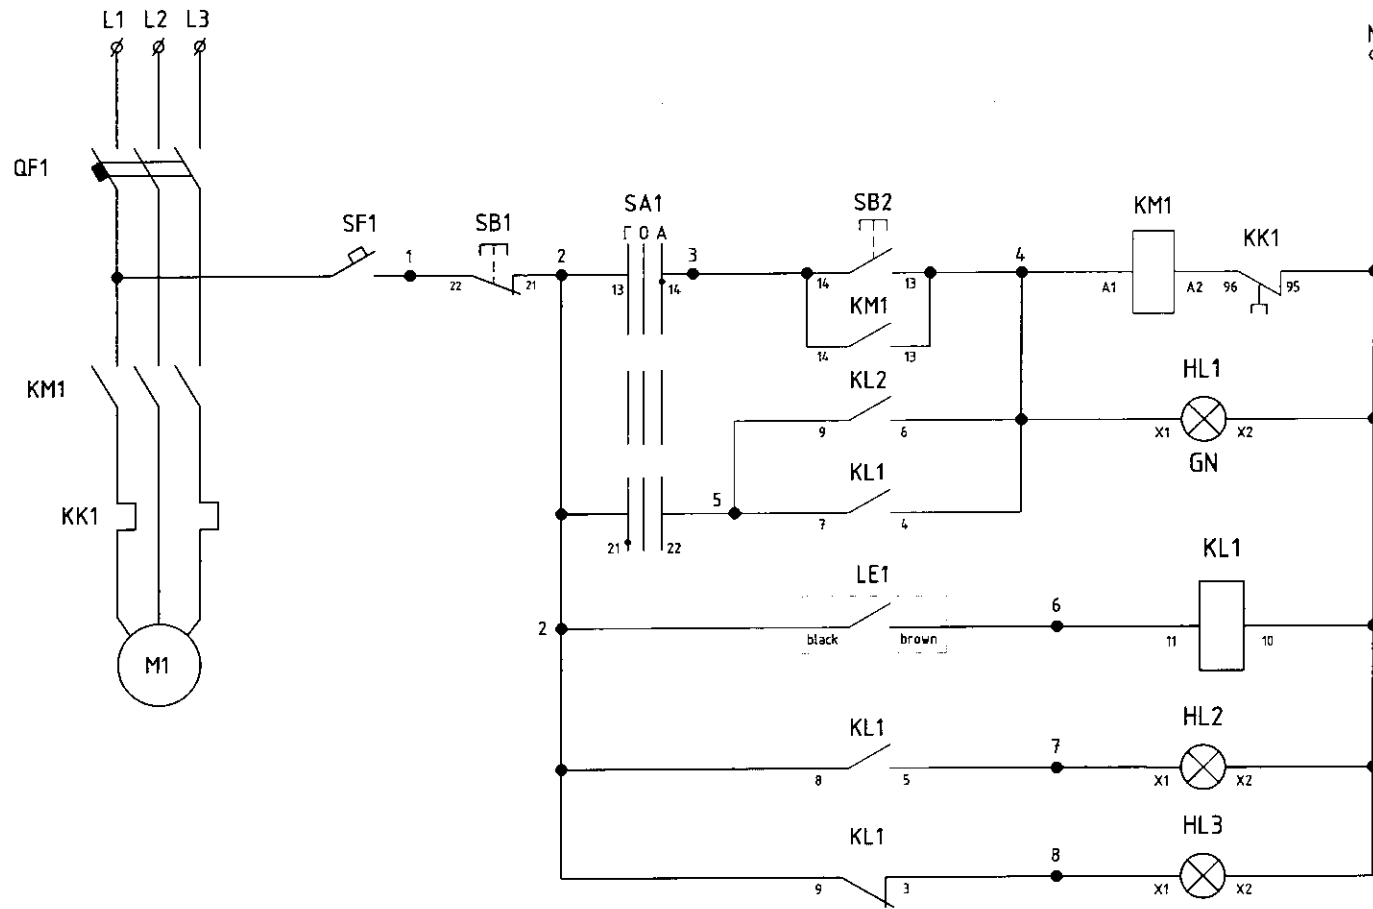 L1 L2 L3
N
QF1
SF1 SB1 SA1 SB2 KM1 KK1
Г О А
1 2 3 4
22 21 13 14 14 13 A1 A2 96 95
KM1
14 13
KM1
KL2 HL1
9 6 X1 X2
GN
KL1
5
7 4
KK1
21 22
KL1
LE1
2 6
black brown 11 10
M1
KL1 HL2
7
8 5 X1 X2
KL1 HL3
8
9 3 X1 X2